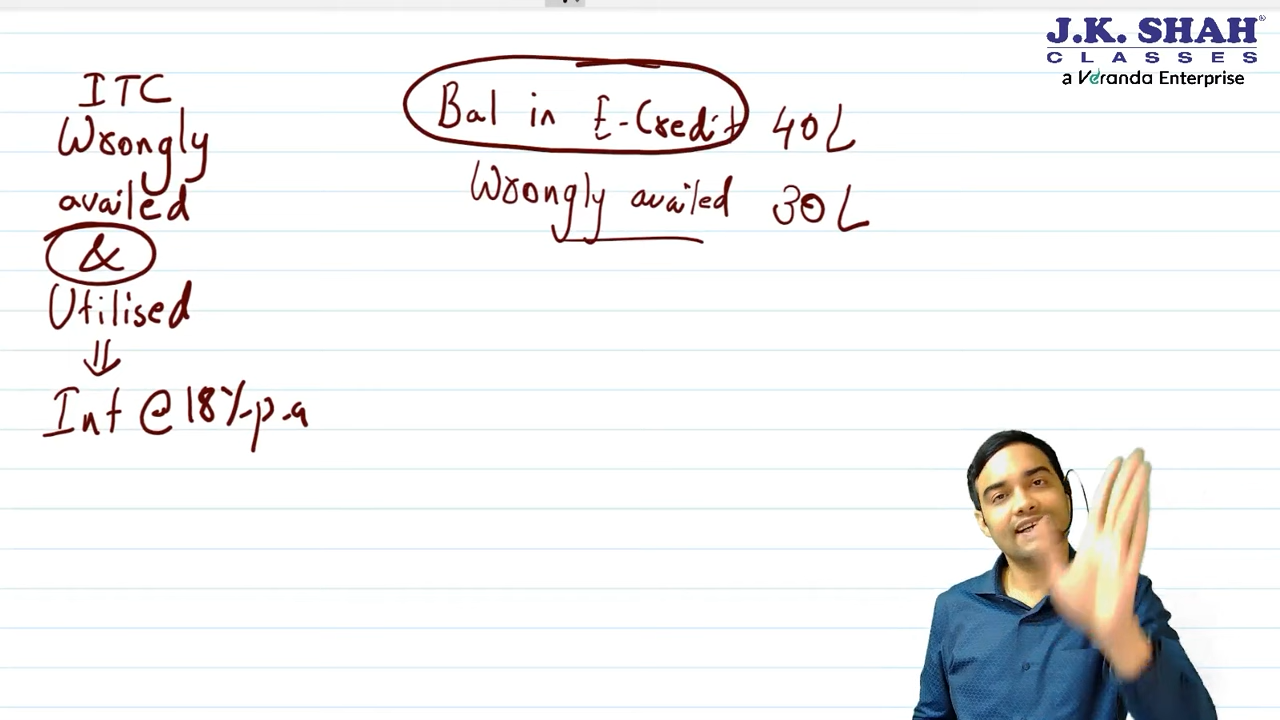 J.K. SHAH®
CLASSES
a Veranda Enterprise
ITC
Wrongly
availed
&
Utilised
⇓
Int @ 18% p.a
Bal in E-Credit 40L
Wrongly availed 30L